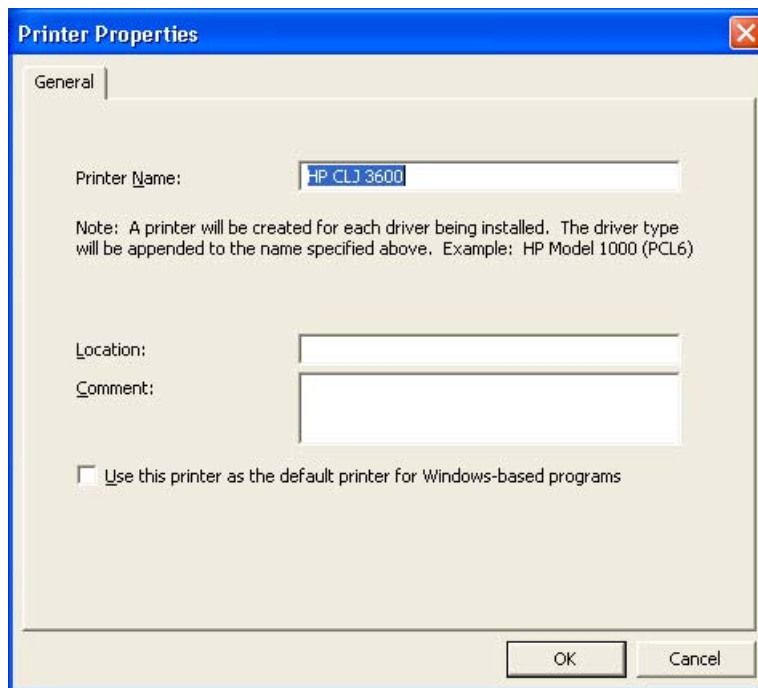 Printer Properties
General
Printer Name:
HP CLJ 3600
Note: A printer will be created for each driver being installed. The driver type
will be appended to the name specified above. Example: HP Model 1000 (PCL6)
Location:
Comment:
Use this printer as the default printer for Windows-based programs
OK
Cancel